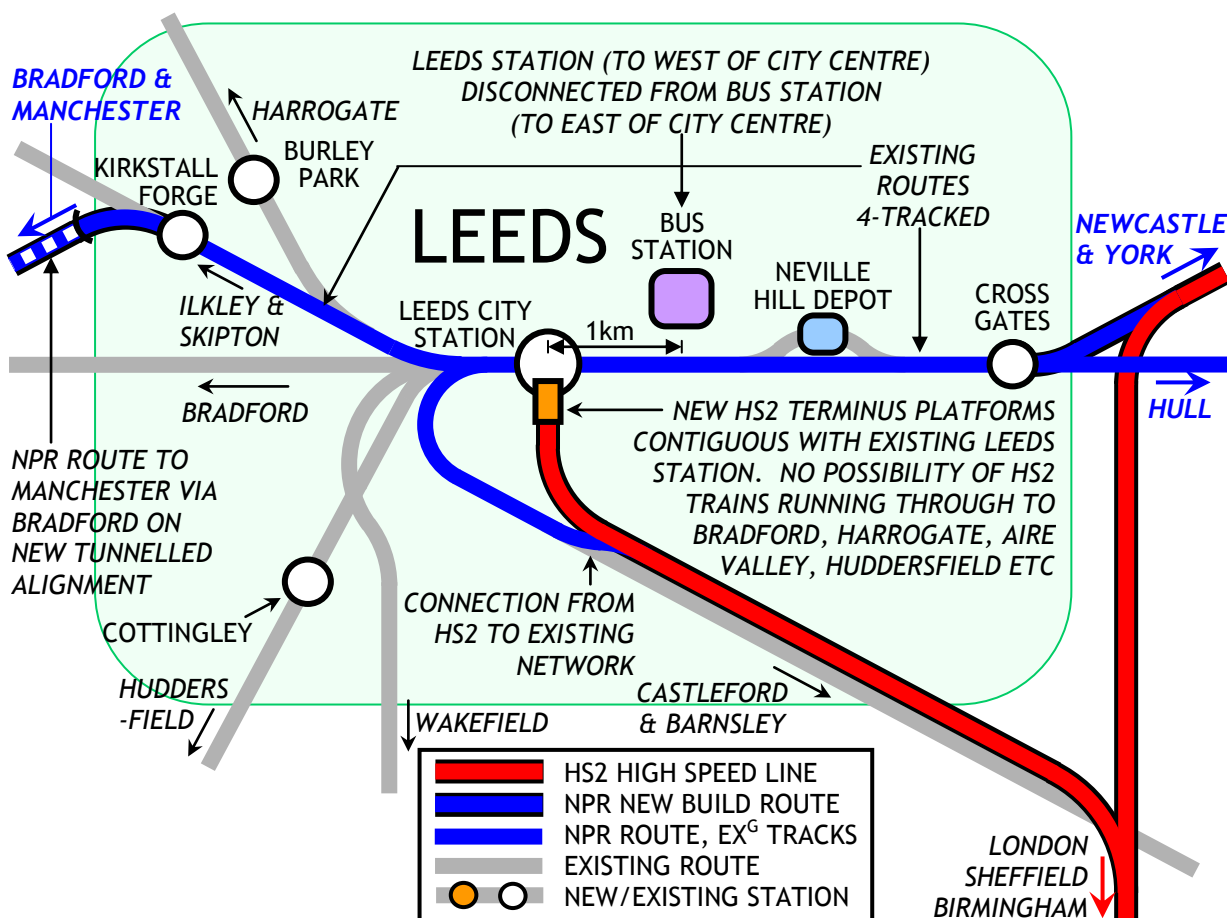 BRADFORD &
MANCHESTER
HARROGATE
LEEDS STATION (TO WEST OF CITY CENTRE)
DISCONNECTED FROM BUS STATION
(TO EAST OF CITY CENTRE)
KIRKSTALL
FORGE
BURLEY
PARK
EXISTING
ROUTES
4-TRACKED
LEEDS
BUS
STATION
NEWCASTLE
& YORK
NEVILLE
HILL DEPOT
CROSS
GATES
ILKLEY &
SKIPTON
LEEDS CITY
STATION
1km
BRADFORD
HULL
NPR ROUTE TO
MANCHESTER VIA
BRADFORD ON
NEW TUNNELLED
ALIGNMENT
NEW HS2 TERMINUS PLATFORMS
CONTIGUOUS WITH EXISTING LEEDS
STATION. NO POSSIBILITY OF HS2
TRAINS RUNNING THROUGH TO
BRADFORD, HARROGATE, AIRE
VALLEY, HUDDERSFIELD ETC
COTTINGLEY
CONNECTION FROM
HS2 TO EXISTING
NETWORK
HUDDERS
-FIELD
WAKEFIELD
CASTLEFORD
& BARNSLEY
HS2 HIGH SPEED LINE
NPR NEW BUILD ROUTE
NPR ROUTE, EXᴳ TRACKS
EXISTING ROUTE
NEW/EXISTING STATION
LONDON
SHEFFIELD
BIRMINGHAM